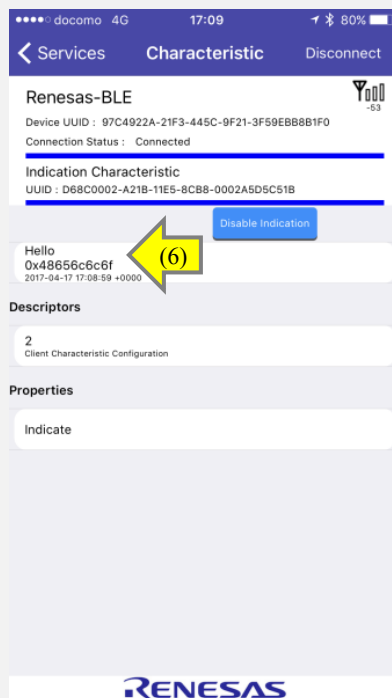 docomo 4G 17:09 80%
Services Characteristic Disconnect
Renesas-BLE
-53
Device UUID : 97C4922A-21F3-445C-9F21-3F59EBB8B1F0
Connection Status : Connected
Indication Characteristic
UUID : D68C0002-A21B-11E5-8CB8-0002A5D5C51B
Disable Indication
Hello
0x48656c6c6f
2017-04-17 17:08:59 +0000
(6)
Descriptors
2
Client Characteristic Configuration
Properties
Indicate
RENESAS